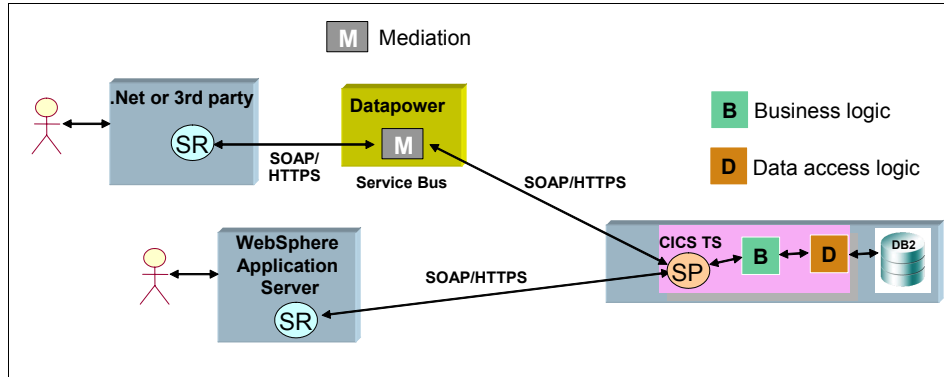 M Mediation
.Net or 3rd party
Datapower
SR
M
SOAP/
HTTPS
Service Bus
B Business logic
D Data access logic
SOAP/HTTPS
WebSphere
Application
Server
SR
SOAP/HTTPS
CICS TS
SP
B
D
DB2